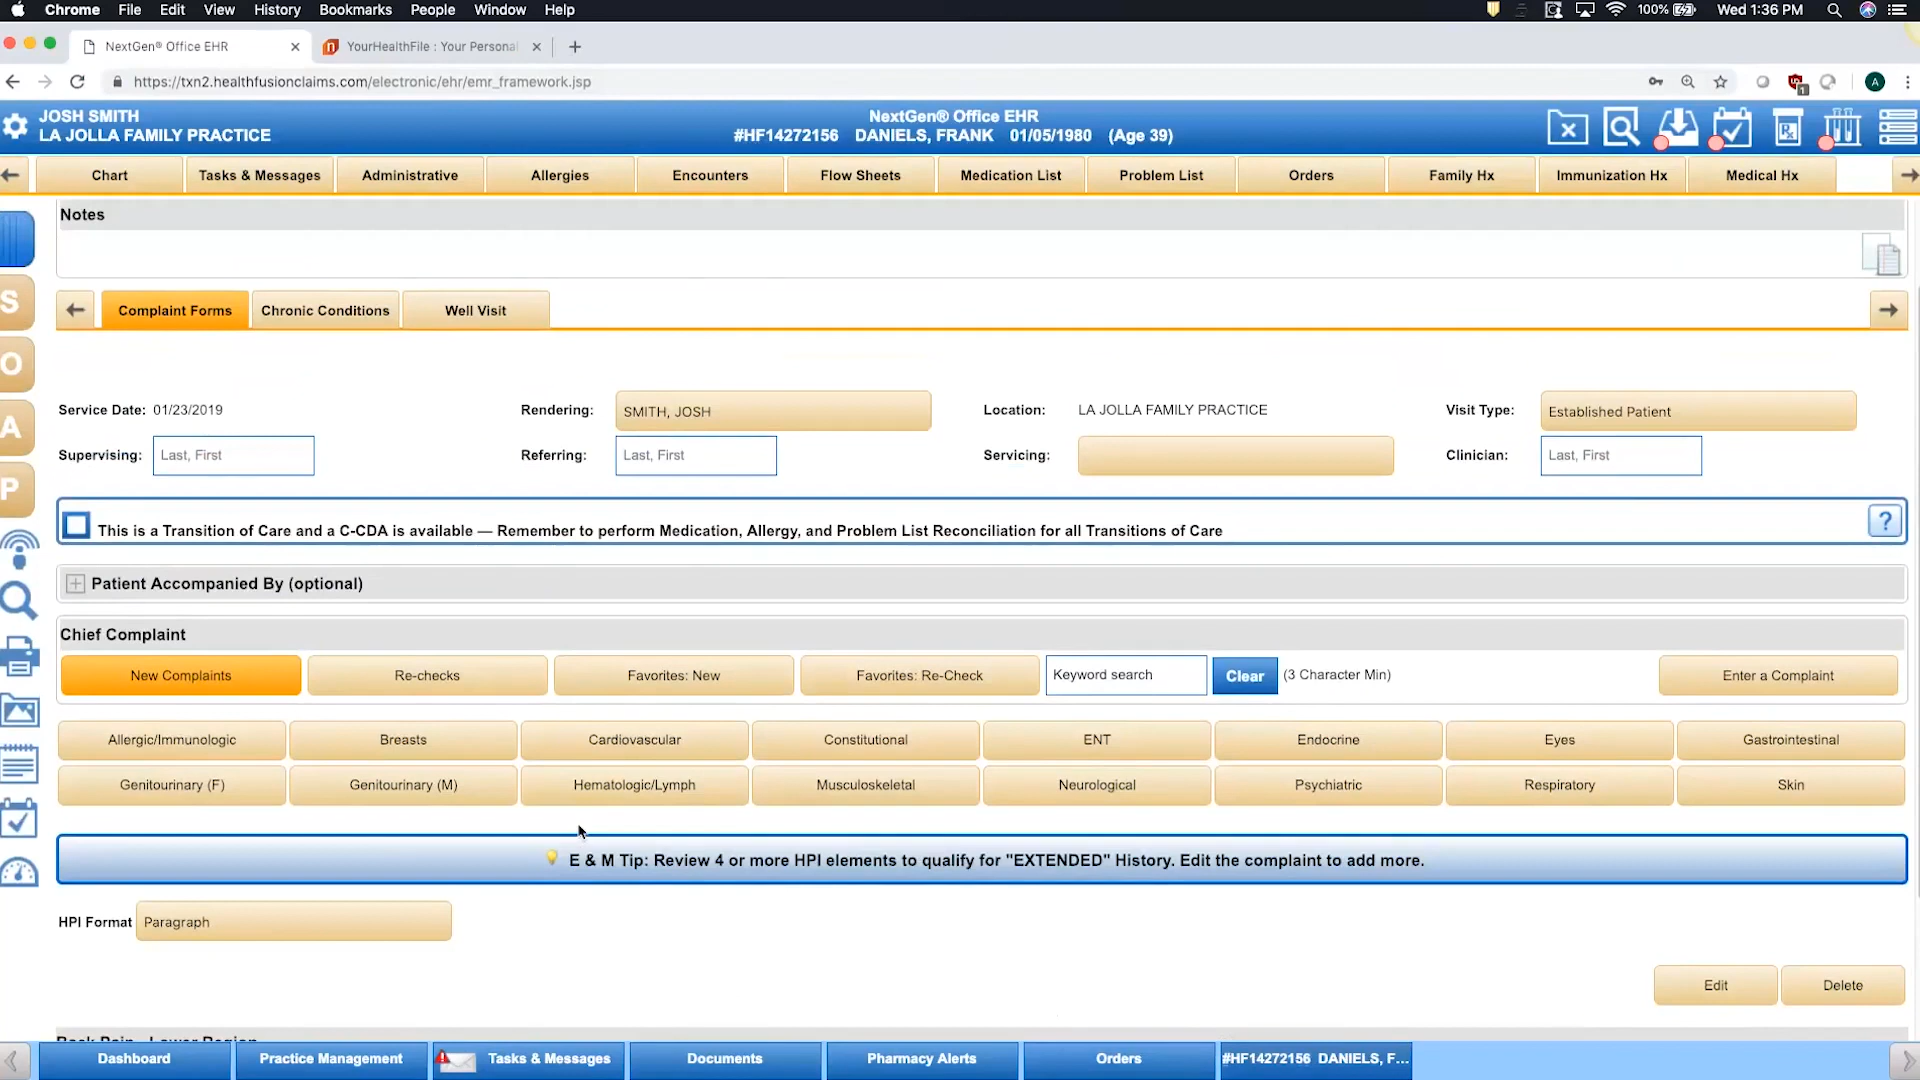 Chrome File Edit View History Bookmarks People Window Help 100% Wed 1:36 PM
NextGen® Office EHR YourHealthFile : Your Personal
https://txn2.healthfusionclaims.com/electronic/ehr/emr_framework.jsp A
JOSH SMITH
LA JOLLA FAMILY PRACTICE
NextGen® Office EHR
#HF14272156 DANIELS, FRANK 01/05/1980 (Age 39)
Chart Tasks & Messages Administrative Allergies Encounters Flow Sheets Medication List Problem List Orders Family Hx Immunization Hx Medical Hx
Notes
S
O
A
P
Complaint Forms Chronic Conditions Well Visit
Service Date: 01/23/2019 Rendering: SMITH, JOSH Location: LA JOLLA FAMILY PRACTICE Visit Type: Established Patient
Supervising: Last, First Referring: Last, First Servicing: Clinician: Last, First
This is a Transition of Care and a C-CDA is available — Remember to perform Medication, Allergy, and Problem List Reconciliation for all Transitions of Care ?
Patient Accompanied By (optional)
Chief Complaint
New Complaints Re-checks Favorites: New Favorites: Re-Check Keyword search Clear (3 Character Min) Enter a Complaint
Allergic/Immunologic Breasts Cardiovascular Constitutional ENT Endocrine Eyes Gastrointestinal
Genitourinary (F) Genitourinary (M) Hematologic/Lymph Musculoskeletal Neurological Psychiatric Respiratory Skin
E & M Tip: Review 4 or more HPI elements to qualify for "EXTENDED" History. Edit the complaint to add more.
HPI Format Paragraph
Edit Delete
Back Pain - Lower Region
Dashboard Practice Management Tasks & Messages Documents Pharmacy Alerts Orders #HF14272156 DANIELS, F...